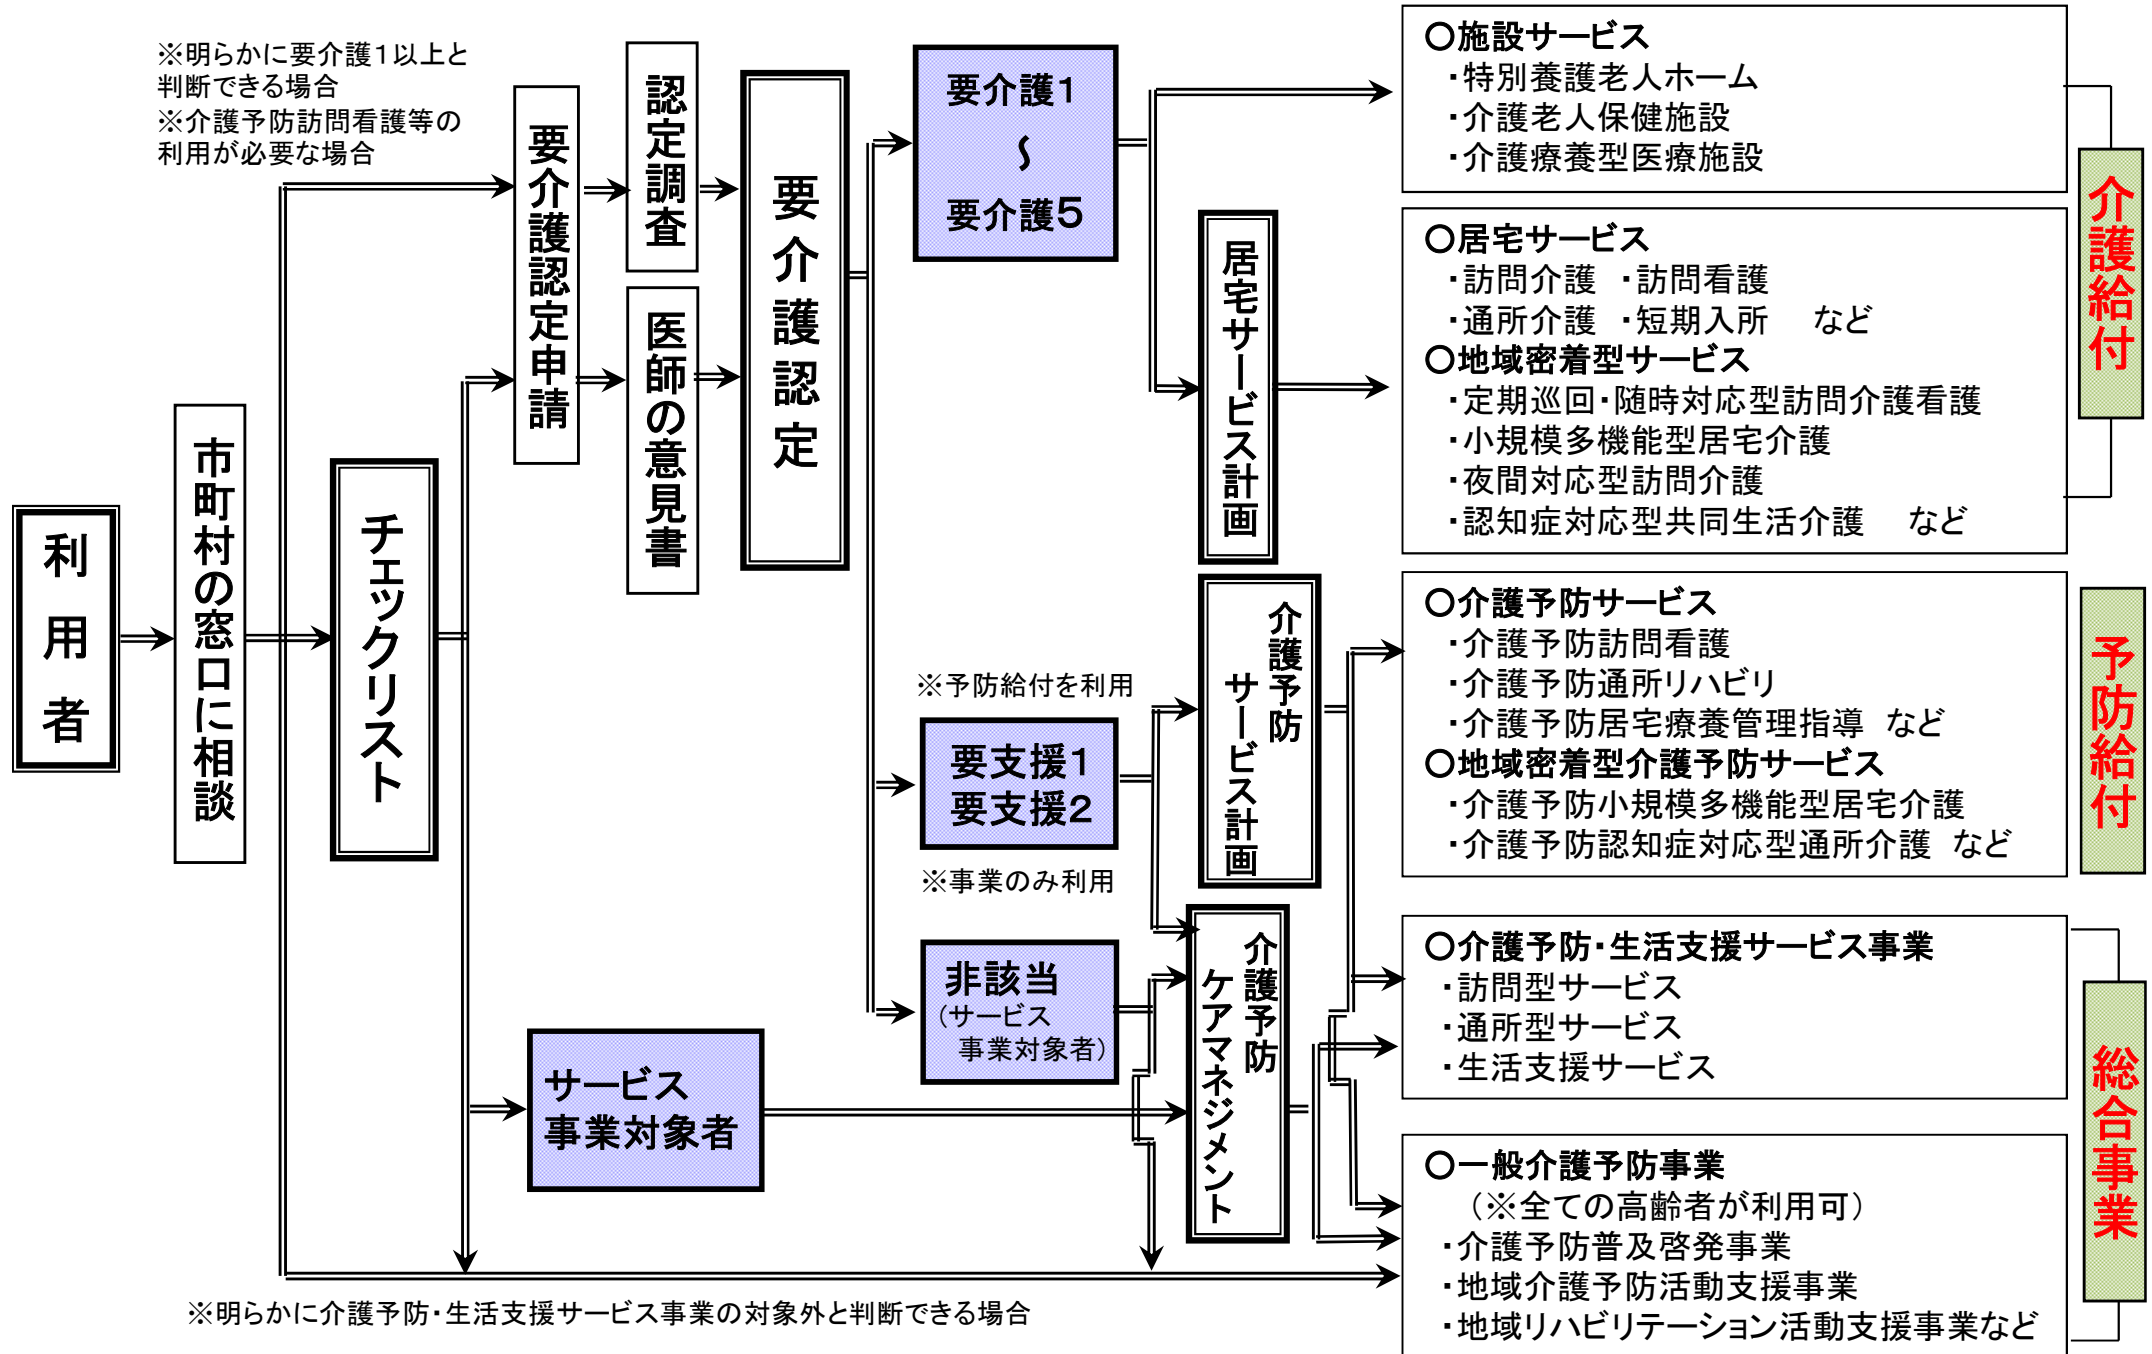 ※明らかに要介護1以上と
判断できる場合
※介護予防訪問看護等の
利用が必要な場合
利用者
市町村の窓口に相談
チェックリスト
要介護認定申請
認定調査
医師の意見書
要介護認定
要介護1
～
要介護5
※予防給付を利用
要支援1
要支援2
※事業のみ利用
非該当
(サービス
事業対象者)
サービス
事業対象者
居宅サービス計画
介護予防
サービス計画
介護予防
ケアマネジメント
○施設サービス
・特別養護老人ホーム
・介護老人保健施設
・介護療養型医療施設
○居宅サービス
・訪問介護 ・訪問看護
・通所介護 ・短期入所 など
○地域密着型サービス
・定期巡回・随時対応型訪問介護看護
・小規模多機能型居宅介護
・夜間対応型訪問介護
・認知症対応型共同生活介護 など
介護給付
○介護予防サービス
・介護予防訪問看護
・介護予防通所リハビリ
・介護予防居宅療養管理指導 など
○地域密着型介護予防サービス
・介護予防小規模多機能型居宅介護
・介護予防認知症対応型通所介護 など
予防給付
○介護予防・生活支援サービス事業
・訪問型サービス
・通所型サービス
・生活支援サービス
○一般介護予防事業
(※全ての高齢者が利用可)
・介護予防普及啓発事業
・地域介護予防活動支援事業
・地域リハビリテーション活動支援事業など
総合事業
※明らかに介護予防・生活支援サービス事業の対象外と判断できる場合